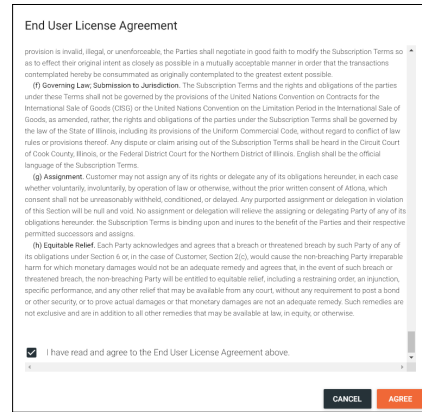 End User License Agreement
provision is invalid, illegal, or unenforceable, the Parties shall negotiate in good faith to modify the Subscription Terms so
as to effect their original intent as closely as possible in a mutually acceptable manner in order that the transactions
contemplated hereby be consummated as originally contemplated to the greatest extent possible.
(f) Governing Law; Submission to Jurisdiction. The Subscription Terms and the rights and obligations of the parties
under these Terms shall not be governed by the provisions of the United Nations Convention on Contracts for the
International Sale of Goods (CISG) or the United Nations Convention on the Limitation Period in the International Sale of
Goods, as amended, rather, the rights and obligations of the parties under the Subscription Terms shall be governed by
the law of the State of Illinois, including its provisions of the Uniform Commercial Code, without regard to conflict of law
rules or provisions thereof. Any dispute or claim arising out of the Subscription Terms shall be heard in the Circuit Court
of Cook County, Illinois, or the Federal District Court for the Northern District of Illinois. English shall be the official
language of the Subscription Terms.
(g) Assignment. Customer may not assign any of its rights or delegate any of its obligations hereunder, in each case
whether voluntarily, involuntarily, by operation of law or otherwise, without the prior written consent of Atlona, which
consent shall not be unreasonably withheld, conditioned, or delayed. Any purported assignment or delegation in violation
of this Section will be null and void. No assignment or delegation will relieve the assigning or delegating Party of any of its
obligations hereunder. the Subscription Terms is binding upon and inures to the benefit of the Parties and their respective
permitted successors and assigns.
(h) Equitable Relief. Each Party acknowledges and agrees that a breach or threatened breach by such Party of any of
its obligations under Section 6 or, in the case of Customer, Section 2(c), would cause the non-breaching Party irreparable
harm for which monetary damages would not be an adequate remedy and agrees that, in the event of such breach or
threatened breach, the non-breaching Party will be entitled to equitable relief, including a restraining order, an injunction,
specific performance, and any other relief that may be available from any court, without any requirement to post a bond
or other security, or to prove actual damages or that monetary damages are not an adequate remedy. Such remedies are
not exclusive and are in addition to all other remedies that may be available at law, in equity, or otherwise.
I have read and agree to the End User License Agreement above.
CANCEL AGREE